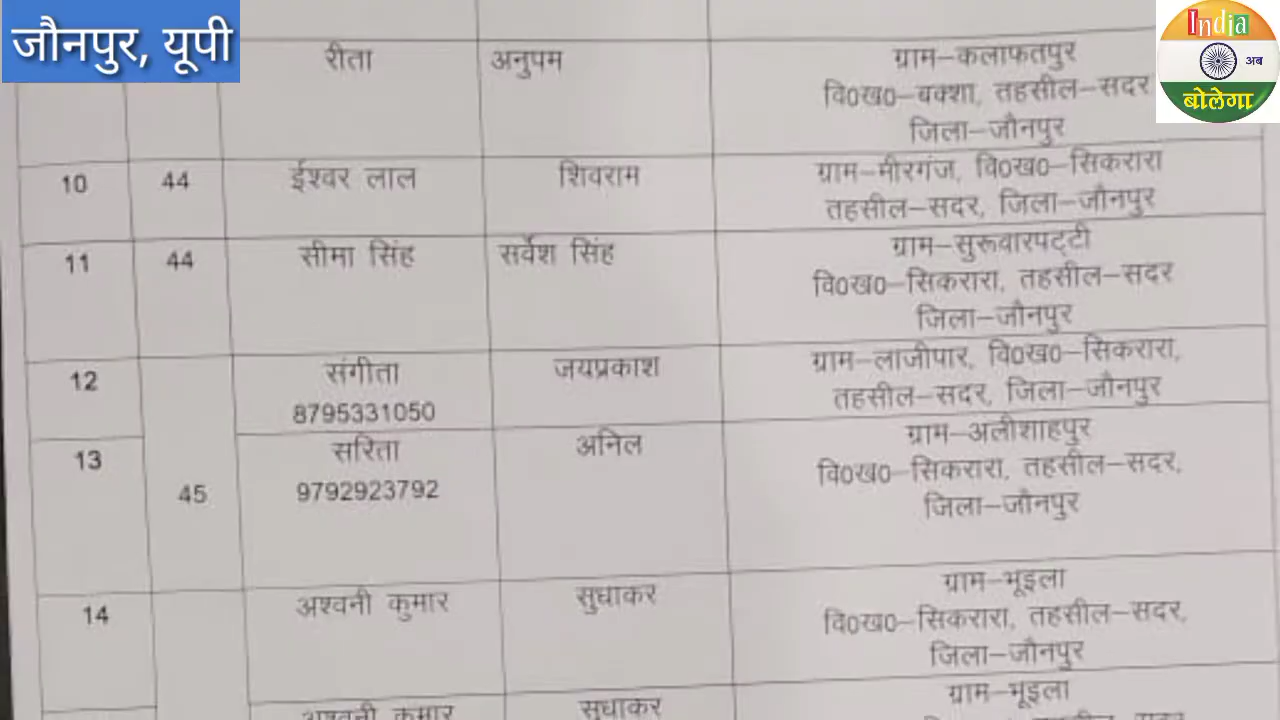 जौनपुर, यूपी
India
अब
बोलेगा
रीता अनुपम ग्राम–कलाफतपुर
वि0ख0–बक्शा, तहसील–सदर
जिला–जौनपुर
10 44 ईश्वर लाल शिवराम ग्राम–मीरगंज, वि0ख0–सिकरारा
तहसील–सदर, जिला–जौनपुर
11 44 सीमा सिंह सर्वेश सिंह ग्राम–सुरूवारपट्टी
वि0ख0–सिकरारा, तहसील–सदर
जिला–जौनपुर
12 संगीता जयप्रकाश ग्राम–लाजीपार, वि0ख0–सिकरारा,
8795331050 तहसील–सदर, जिला–जौनपुर
13 सरिता अनिल ग्राम–अलीशाहपुर
45 9792923792 वि0ख0–सिकरारा, तहसील–सदर,
जिला–जौनपुर
14 अश्वनी कुमार सुधाकर ग्राम–भूइला
वि0ख0–सिकरारा, तहसील–सदर,
जिला–जौनपुर
अश्वनी कुमार सुधाकर ग्राम–भूइला